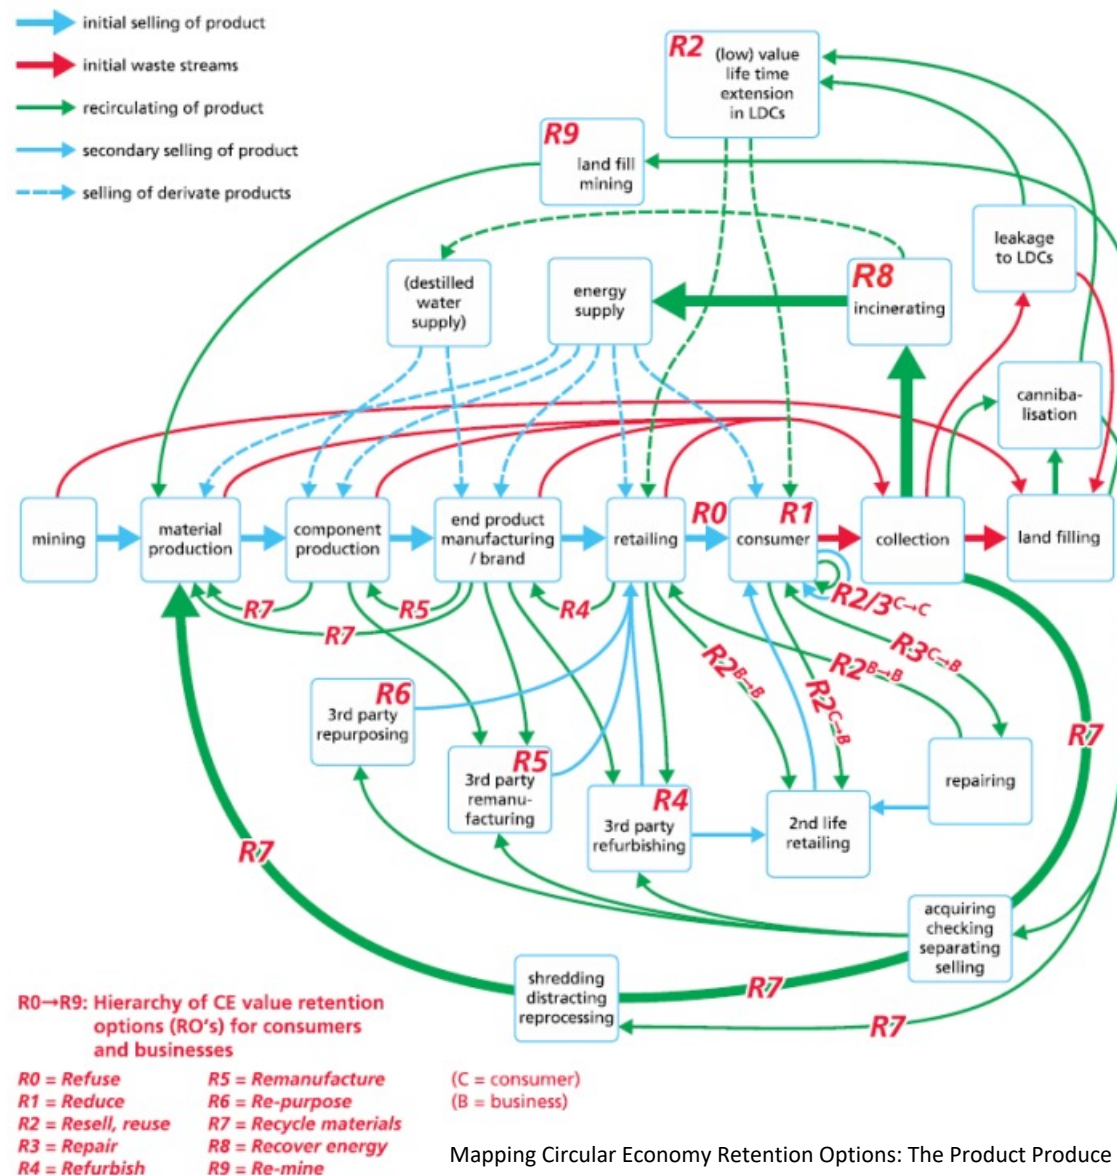 initial selling of product
initial waste streams
recirculating of product
secondary selling of product
selling of derivate products
R2
(low) value
life time
extension
in LDCs
R9
land fill
mining
leakage
to LDCs
(destilled
water
supply)
energy
supply
R8
incinerating
canniba-
lisation
mining
material
production
component
production
end product
manufacturing
/ brand
retailing
R0
R1
consumer
collection
land filling
R7
R5
R7
R4
R2/3 C→C
R3 C→B
R2 B→B
R2 B→B
R2 C→B
R6
3rd party
repurposing
R5
3rd party
remanu-
facturing
R4
3rd party
refurbishing
2nd life
retailing
repairing
R7
R7
acquiring
checking
separating
selling
shredding
distracting
reprocessing
R7
R7
R0→R9: Hierarchy of CE value retention
options (RO's) for consumers
and businesses
R0 = Refuse
R1 = Reduce
R2 = Resell, reuse
R3 = Repair
R4 = Refurbish
R5 = Remanufacture
R6 = Re-purpose
R7 = Recycle materials
R8 = Recover energy
R9 = Re-mine
(C = consumer)
(B = business)
Mapping Circular Economy Retention Options: The Product Produce